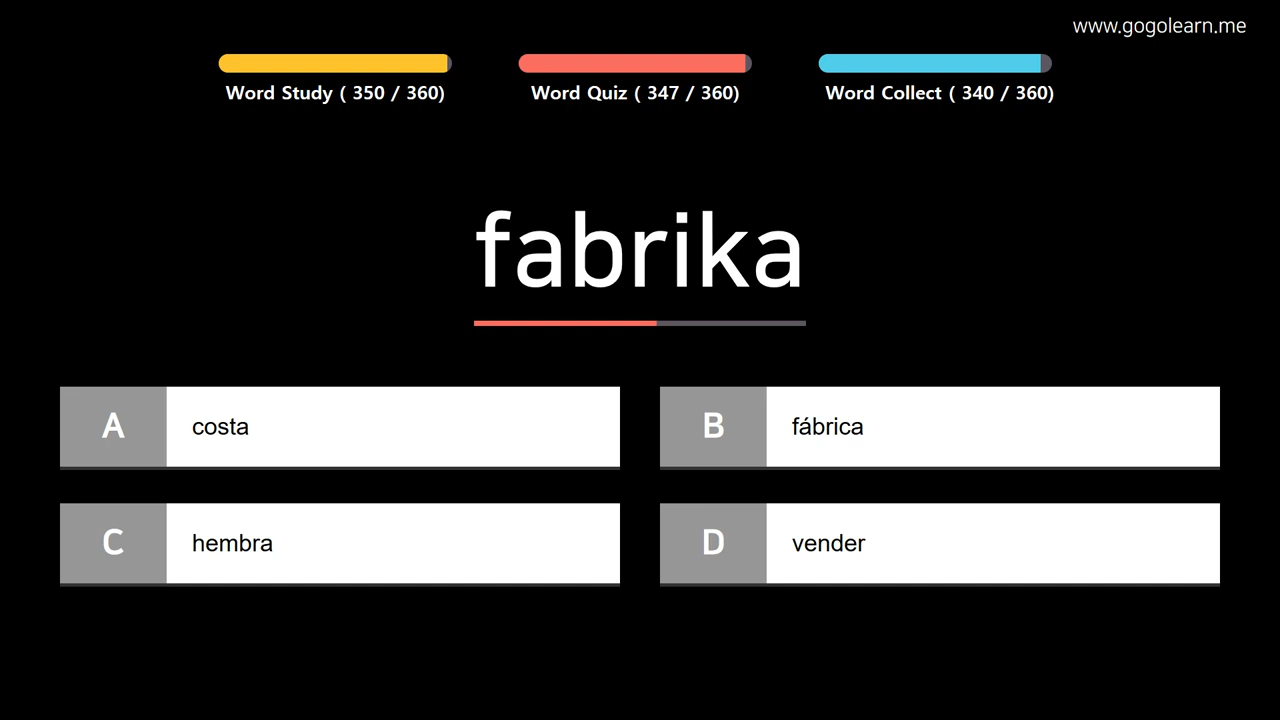 www.gogolearn.me
Word Study ( 350 / 360)
Word Quiz ( 347 / 360)
Word Collect ( 340 / 360)
fabrika
A costa
B fábrica
C hembra
D vender